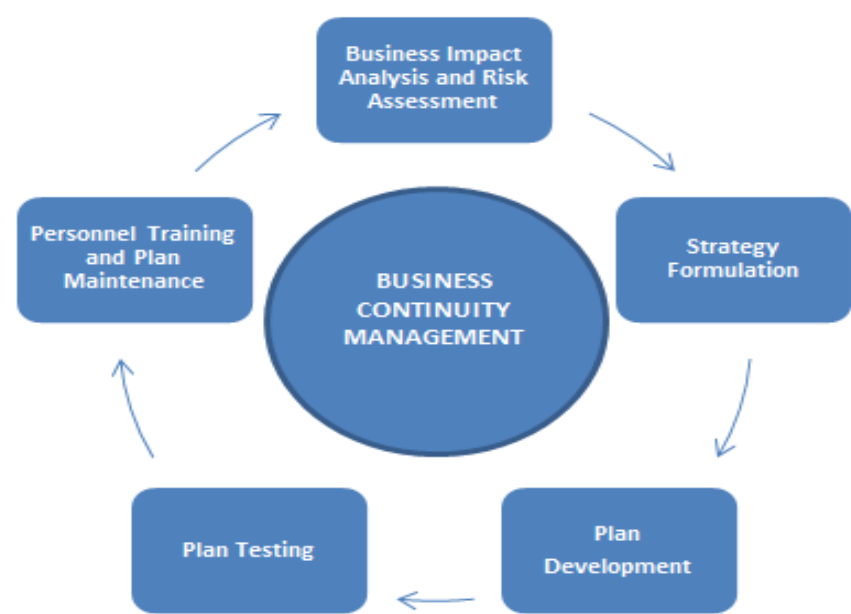 Business Impact
Analysis and Risk
Assessment
Strategy
Formulation
Plan
Development
Plan Testing
Personnel Training
and Plan
Maintenance
BUSINESS
CONTINUITY
MANAGEMENT